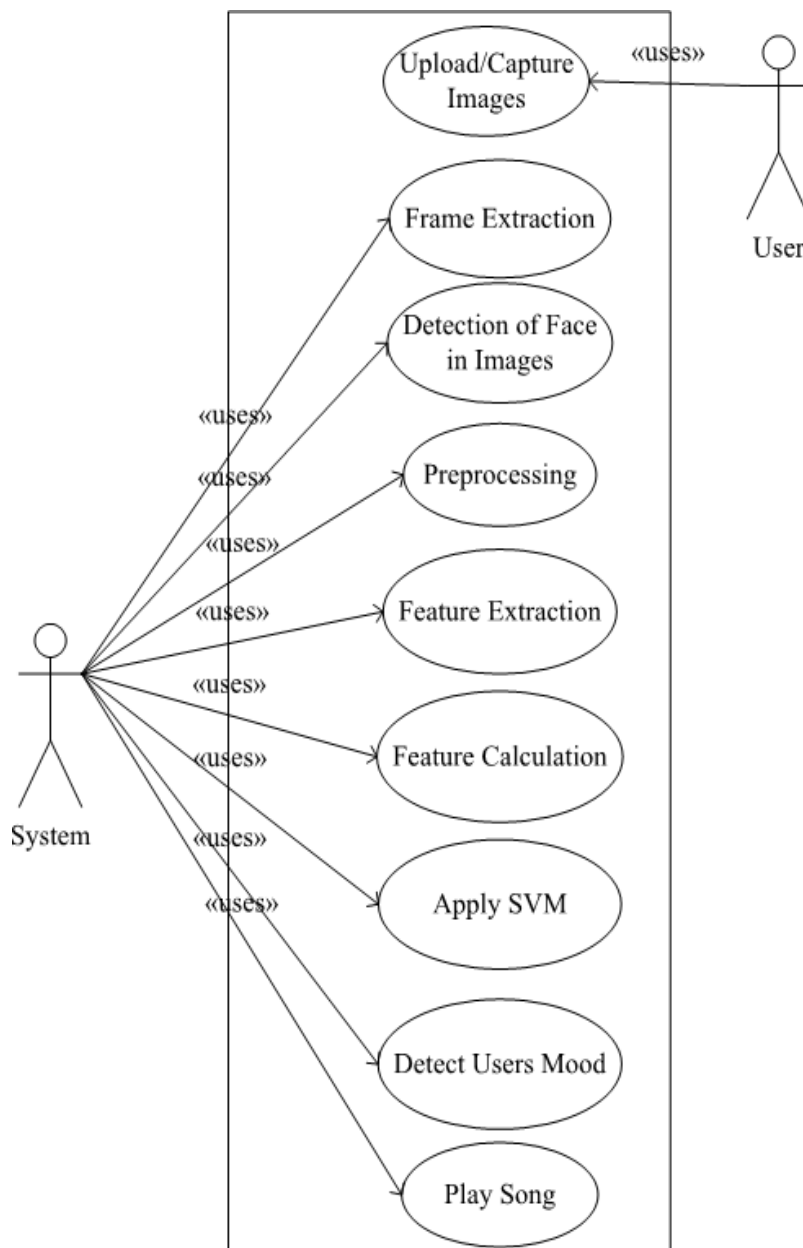 Upload/Capture
Images
«uses»
User
Frame Extraction
Detection of Face
in Images
«uses»
«uses»
Preprocessing
«uses»
«uses»
Feature Extraction
«uses»
Feature Calculation
«uses»
System
«uses»
Apply SVM
«uses»
Detect Users Mood
Play Song